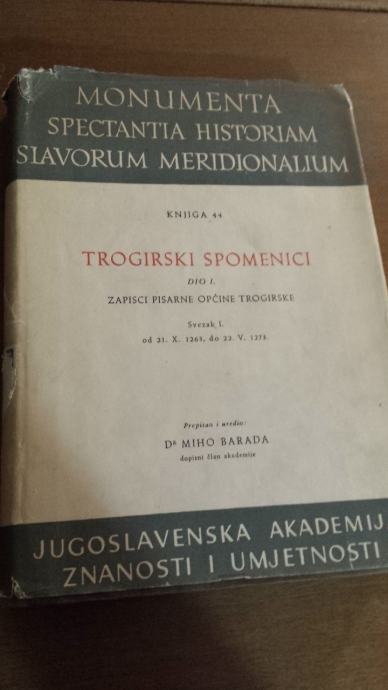 MONUMENTA
SPECTANTIA HISTORIAM
SLAVORUM MERIDIONALIUM
KNJIGA 44
TROGIRSKI SPOMENICI
DIO I.
ZAPISCI PISARNE OPĆINE TROGIRSKE
Svezak I.
od 21. X. 1263. do 22. V. 1273.
Prepisao i uredio:
DR MIHO BARADA
dopisni član akademije
JUGOSLAVENSKA AKADEMIJ
ZNANOSTI I UMJETNOSTI